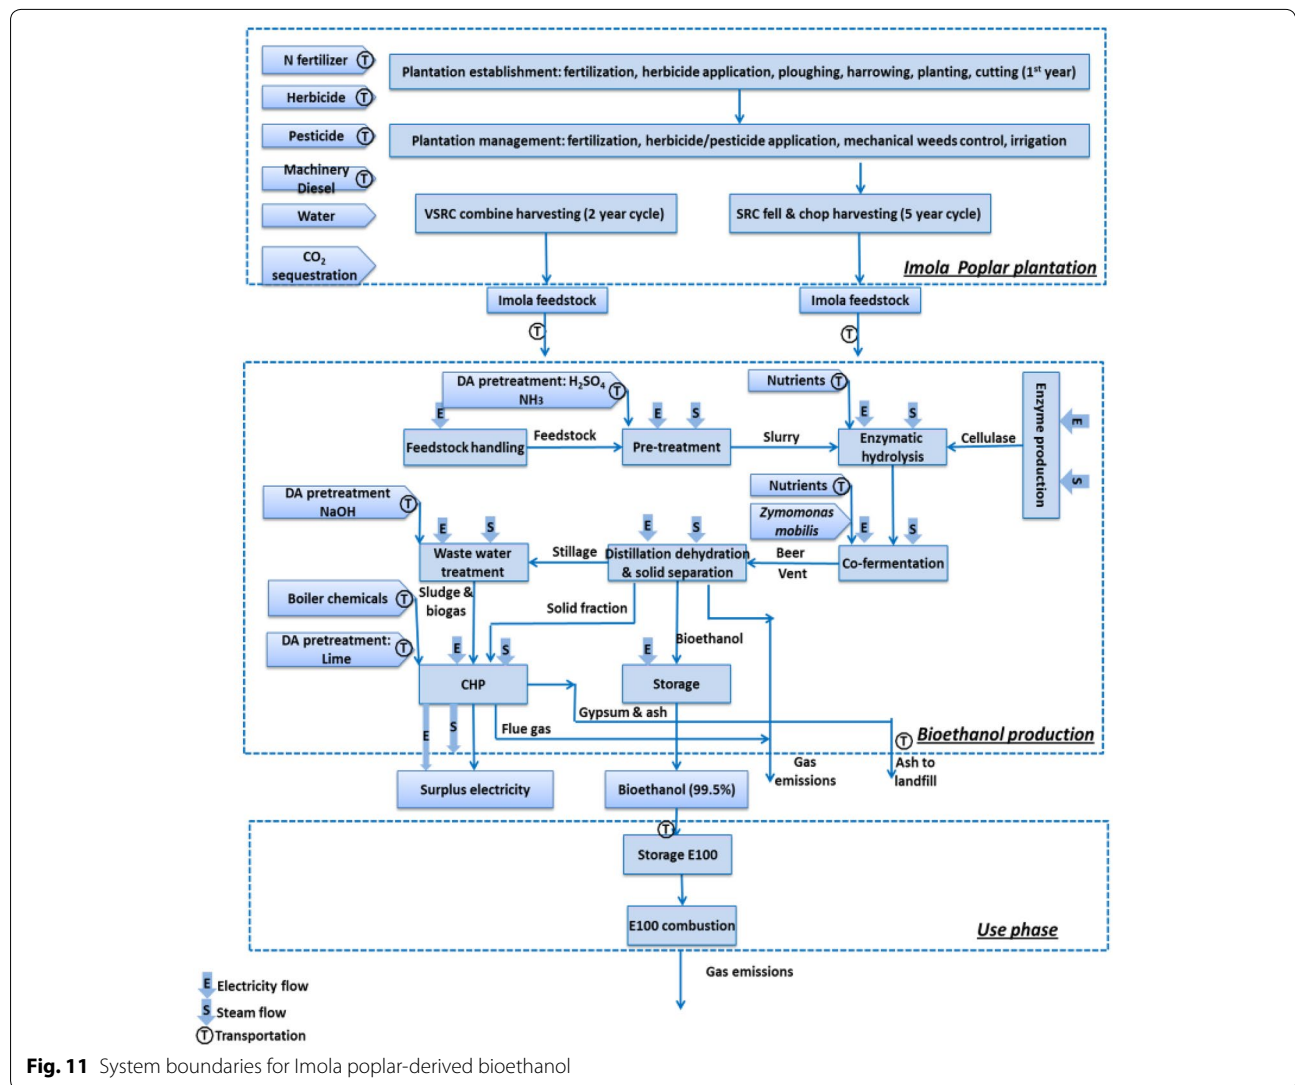 N fertilizer T
Plantation establishment: fertilization, herbicide application, ploughing, harrowing, planting, cutting (1st year)
Herbicide T
Pesticide T
Plantation management: fertilization, herbicide/pesticide application, mechanical weeds control, irrigation
Machinery
Diesel T
Water
VSRC combine harvesting (2 year cycle)
SRC fell & chop harvesting (5 year cycle)
CO2
sequestration
Imola Poplar plantation
Imola feedstock
Imola feedstock
T
T
DA pretreatment: H2SO4
NH3 T
Nutrients T
E
E
S
E
S
Feedstock handling
Feedstock
Pre-treatment
Slurry
Enzymatic
hydrolysis
Cellulase
Enzyme production
E
S
DA pretreatment
NaOH T
Nutrients T
Zymomonas
mobilis
E
S
E
S
E
S
Waste water
treatment
Stillage
Distillation dehydration
& solid separation
Beer
Vent
Co-fermentation
Boiler chemicals T
Sludge &
biogas
Solid fraction
Bioethanol
DA pretreatment:
Lime T
E
S
E
CHP
Storage
Gypsum & ash
E
S
Flue gas
T
Bioethanol production
Gas
emissions
Ash to
landfill
Surplus electricity
Bioethanol (99.5%)
T
Storage E100
E100 combustion
Use phase
Gas emissions
E Electricity flow
S Steam flow
T Transportation
Fig. 11 System boundaries for Imola poplar-derived bioethanol